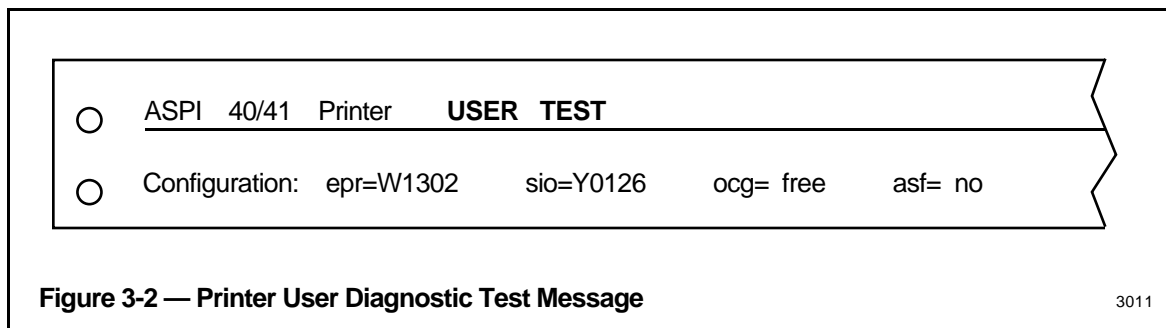 ASPI 40/41 Printer USER TEST
Configuration: epr=W1302 sio=Y0126 ocg= free asf= no
Figure 3-2 — Printer User Diagnostic Test Message 3011